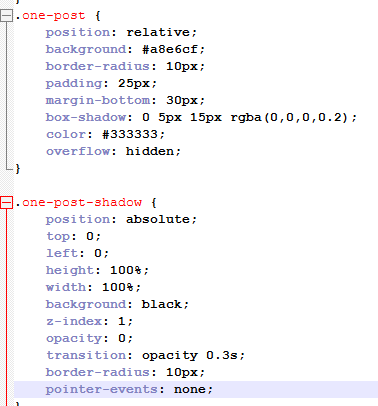 .one-post {
position: relative;
background: #a8e6cf;
border-radius: 10px;
padding: 25px;
margin-bottom: 30px;
box-shadow: 0 5px 15px rgba(0,0,0,0.2);
color: #333333;
overflow: hidden;
}
.one-post-shadow {
position: absolute;
top: 0;
left: 0;
height: 100%;
width: 100%;
background: black;
z-index: 1;
opacity: 0;
transition: opacity 0.3s;
border-radius: 10px;
pointer-events: none;